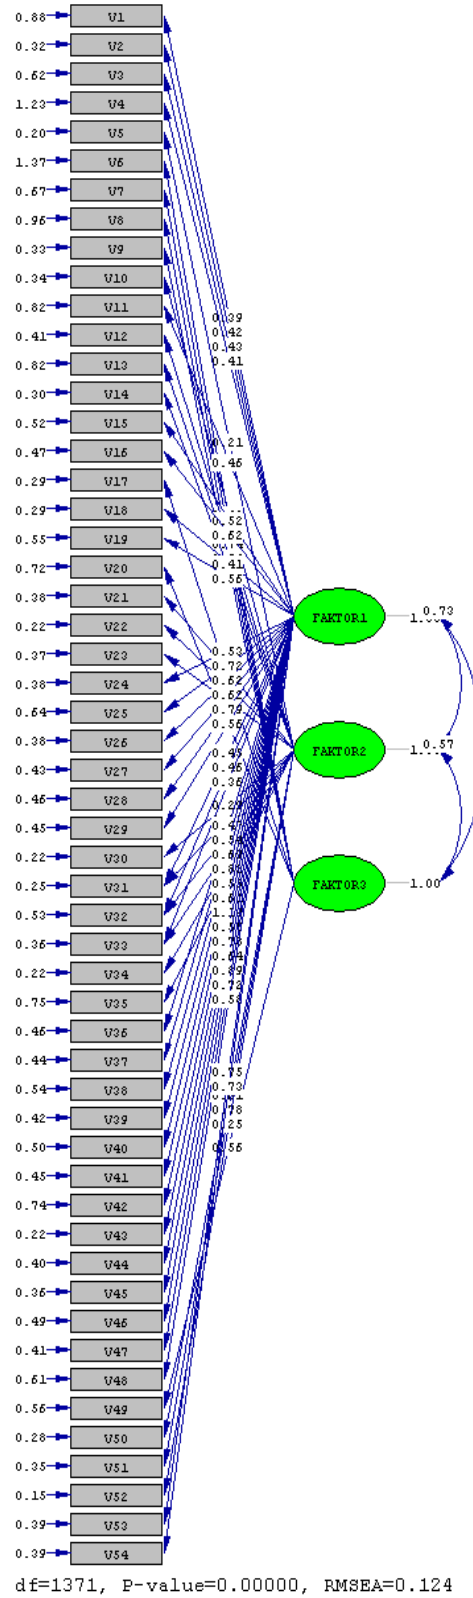 0.88 V1
0.32 V2
0.62 V3
1.23 V4
0.20 V5
1.37 V6
0.67 V7
0.96 V8
0.33 V9
0.34 V10
0.82 V11
0.39
0.41 V12
0.42
0.43
0.82 V13
0.41
0.30 V14
0.52 V15
0.21
0.47 V16
0.46
0.29 V17
0.29 V18
0.52
0.62
0.55 V19
0.41
0.72 V20
0.56
0.38 V21
FAKTOR1
0.73
0.22 V22
0.37 V23
0.53
0.72
0.38 V24
0.62
0.62
0.64 V25
0.79
0.56
0.38 V26
FAKTOR2
0.57
0.43 V27
0.46
0.36
0.46 V28
0.45 V29
0.47
0.22 V30
0.25 V31
FAKTOR3
1.00
0.53 V32
0.36 V33
0.22 V34
0.89
0.72
0.75 V35
0.58
0.46 V36
0.44 V37
0.75
0.54 V38
0.73
0.78
0.42 V39
0.25
0.50 V40
0.56
0.45 V41
0.74 V42
0.22 V43
0.40 V44
0.36 V45
0.49 V46
0.41 V47
0.61 V48
0.56 V49
0.28 V50
0.35 V51
0.15 V52
0.39 V53
0.39 V54
df=1371, P-value=0.00000, RMSEA=0.124